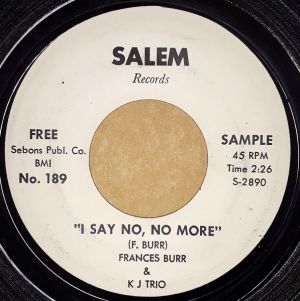 SALEM
Records
FREE
Sebons Publ. Co.
BMI
No. 189
SAMPLE
45 RPM
Time 2:26
S-2890
"I SAY NO, NO MORE"
(F. BURR)
FRANCES BURR
&
K J TRIO